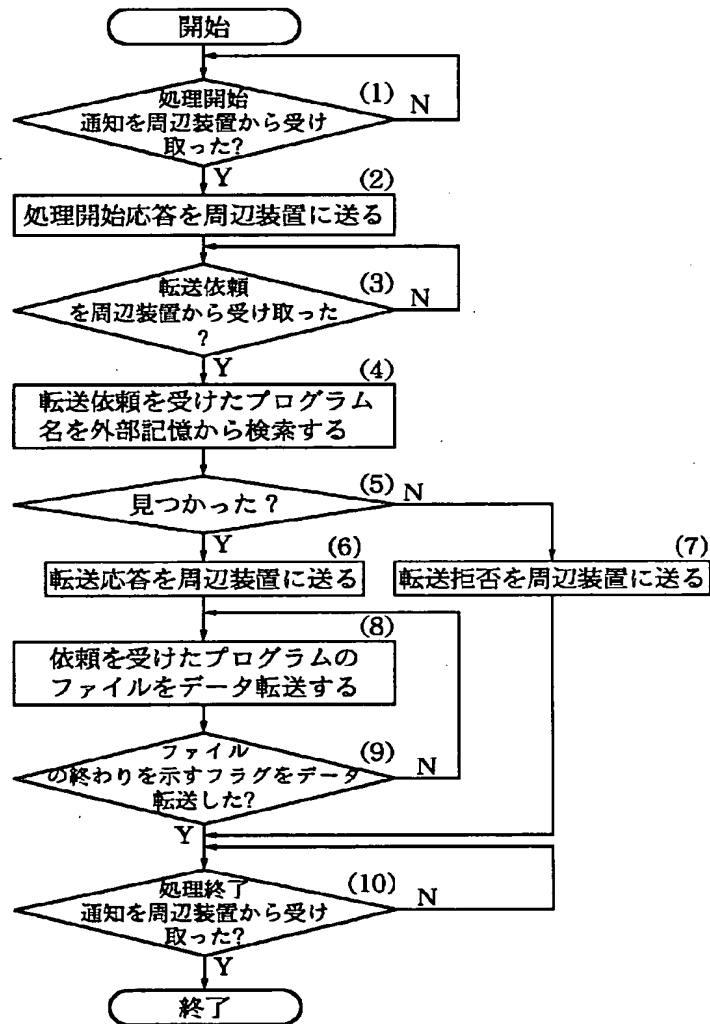 開始
(1)
処理開始
通知を周辺装置から受け
取った?
N
Y
(2)
処理開始応答を周辺装置に送る
(3)
転送依頼
を周辺装置から受け取った
?
N
Y
(4)
転送依頼を受けたプログラム
名を外部記憶から検索する
(5)
見つかった?
N
Y
(6)
転送応答を周辺装置に送る
(7)
転送拒否を周辺装置に送る
(8)
依頼を受けたプログラムの
ファイルをデータ転送する
(9)
ファイル
の終わりを示すフラグをデータ
転送した?
N
Y
(10)
処理終了
通知を周辺装置から受け
取った?
N
Y
終了